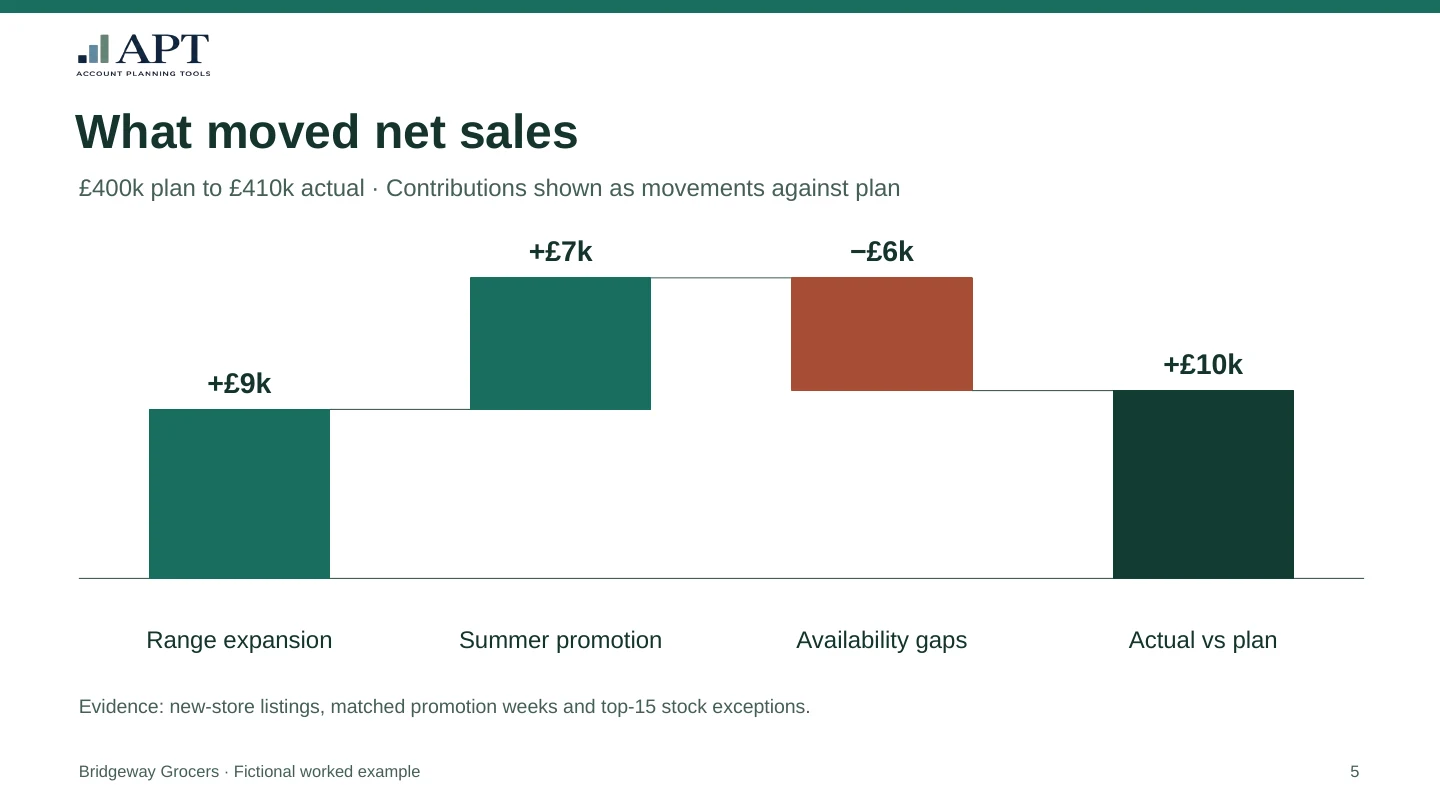 APT
ACCOUNT PLANNING TOOLS
What moved net sales
£400k plan to £410k actual · Contributions shown as movements against plan
+£9k
+£7k
−£6k
+£10k
Range expansion
Summer promotion
Availability gaps
Actual vs plan
Evidence: new-store listings, matched promotion weeks and top-15 stock exceptions.
Bridgeway Grocers · Fictional worked example
5